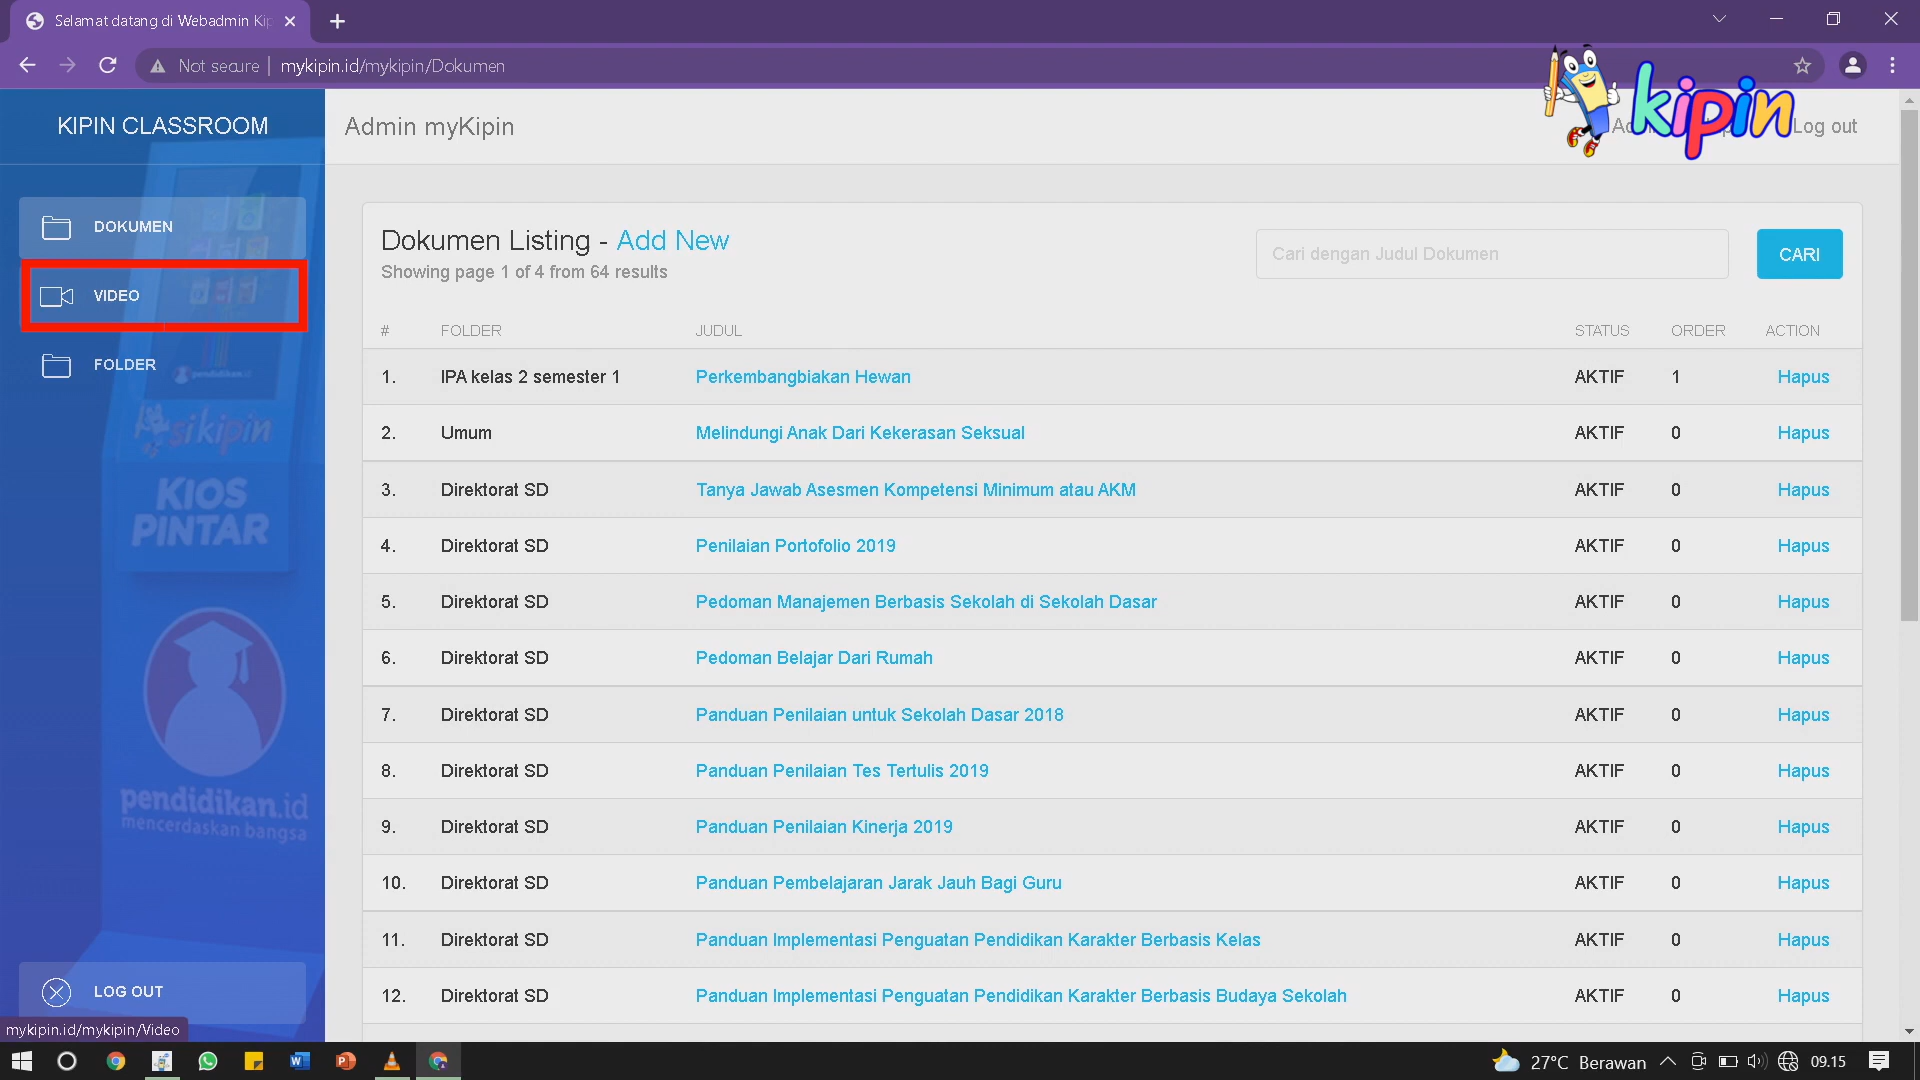 Selamat datang di Webadmin Kip
Not secure | mykipin.id/mykipin/Dokumen
kipin
KIPIN CLASSROOM
Admin myKipin
Log out
DOKUMEN
VIDEO
FOLDER
sikipin
KIOS
PINTAR
pendidikan.id
mencerdaskan bangsa
LOG OUT
mykipin.id/mykipin/Video
Dokumen Listing - Add New
Showing page 1 of 4 from 64 results
Cari dengan Judul Dokumen
CARI
# FOLDER JUDUL STATUS ORDER ACTION
1. IPA kelas 2 semester 1 Perkembangbiakan Hewan AKTIF 1 Hapus
2. Umum Melindungi Anak Dari Kekerasan Seksual AKTIF 0 Hapus
3. Direktorat SD Tanya Jawab Asesmen Kompetensi Minimum atau AKM AKTIF 0 Hapus
4. Direktorat SD Penilaian Portofolio 2019 AKTIF 0 Hapus
5. Direktorat SD Pedoman Manajemen Berbasis Sekolah di Sekolah Dasar AKTIF 0 Hapus
6. Direktorat SD Pedoman Belajar Dari Rumah AKTIF 0 Hapus
7. Direktorat SD Panduan Penilaian untuk Sekolah Dasar 2018 AKTIF 0 Hapus
8. Direktorat SD Panduan Penilaian Tes Tertulis 2019 AKTIF 0 Hapus
9. Direktorat SD Panduan Penilaian Kinerja 2019 AKTIF 0 Hapus
10. Direktorat SD Panduan Pembelajaran Jarak Jauh Bagi Guru AKTIF 0 Hapus
11. Direktorat SD Panduan Implementasi Penguatan Pendidikan Karakter Berbasis Kelas AKTIF 0 Hapus
12. Direktorat SD Panduan Implementasi Penguatan Pendidikan Karakter Berbasis Budaya Sekolah AKTIF 0 Hapus
27°C Berawan
09.15